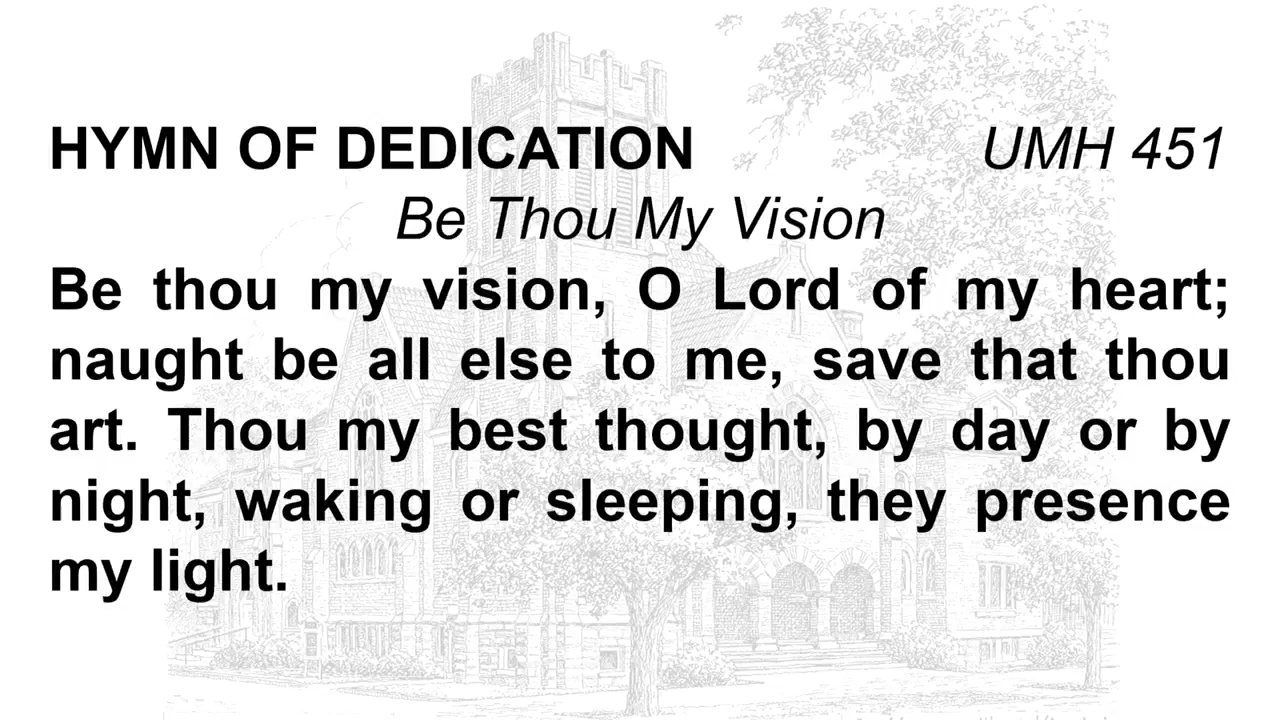 HYMN OF DEDICATION UMH 451
Be Thou My Vision
Be thou my vision, O Lord of my heart;
naught be all else to me, save that thou
art. Thou my best thought, by day or by
night, waking or sleeping, they presence
my light.